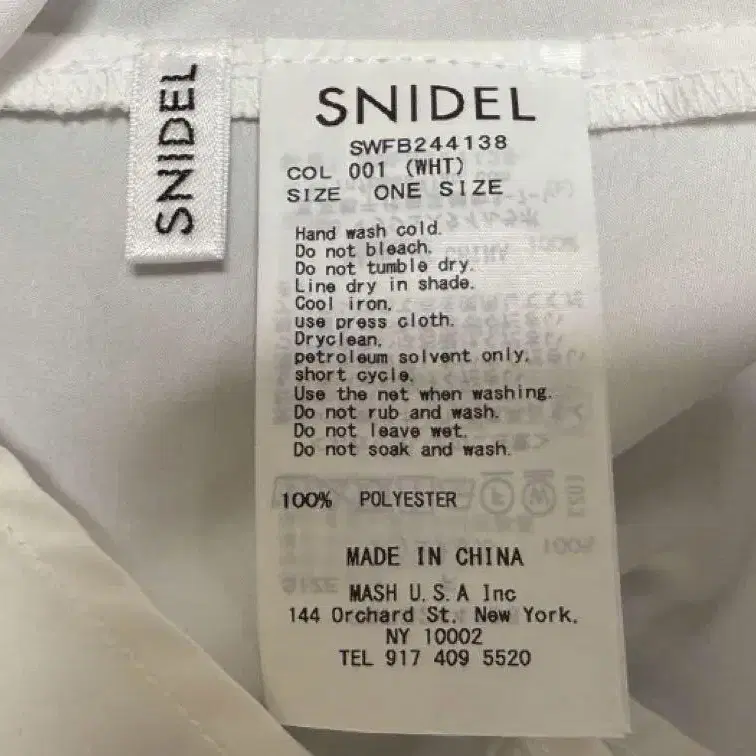 SNIDEL
SNIDEL
SWFB244138
COL 001 (WHT)
SIZE ONE SIZE
Hand wash cold.
Do not bleach.
Do not tumble dry.
Line dry in shade.
Cool iron,
use press cloth.
Dryclean,
petroleum solvent only,
short cycle.
Use the net when washing.
Do not rub and wash.
Do not leave wet.
Do not soak and wash.
100% POLYESTER
MADE IN CHINA
MASH U.S.A Inc
144 Orchard St. New York.
NY 10002
TEL 917 409 5520